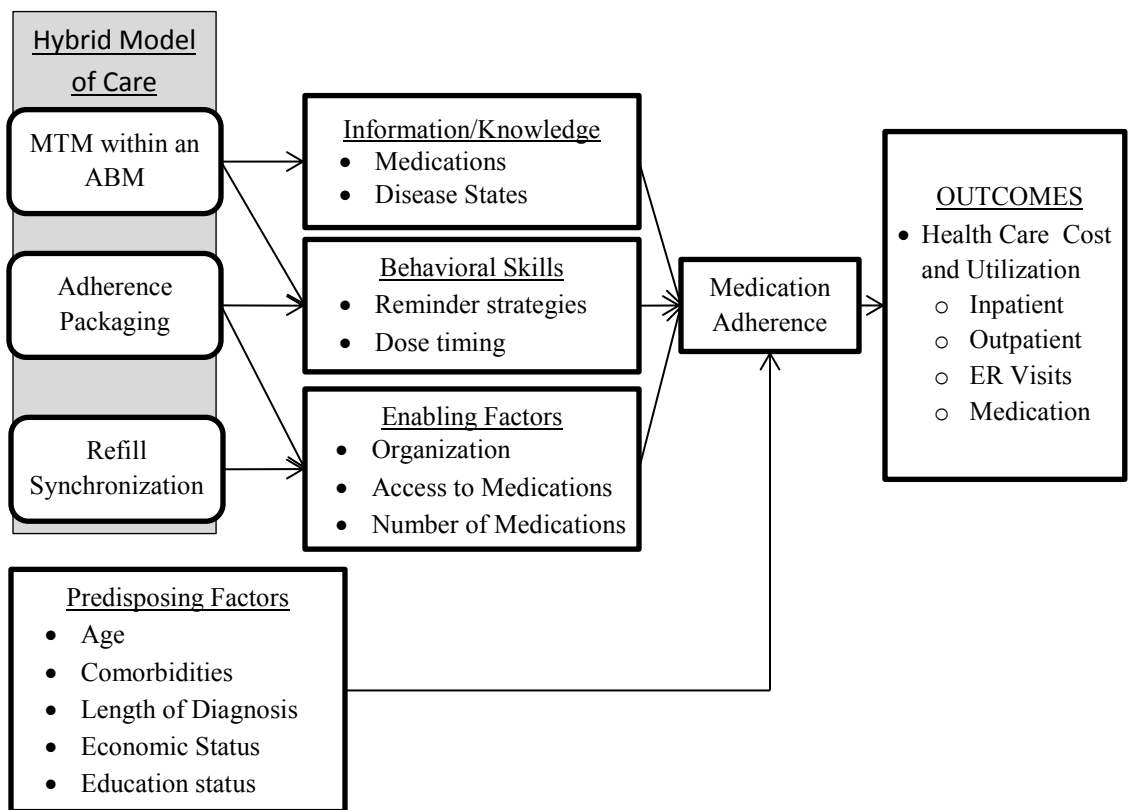 Hybrid Model
of Care
MTM within an
ABM
Adherence
Packaging
Refill
Synchronization
Information/Knowledge
• Medications
• Disease States
Behavioral Skills
• Reminder strategies
• Dose timing
Enabling Factors
• Organization
• Access to Medications
• Number of Medications
Predisposing Factors
• Age
• Comorbidities
• Length of Diagnosis
• Economic Status
• Education status
Medication
Adherence
OUTCOMES
• Health Care Cost
and Utilization
o Inpatient
o Outpatient
o ER Visits
o Medication